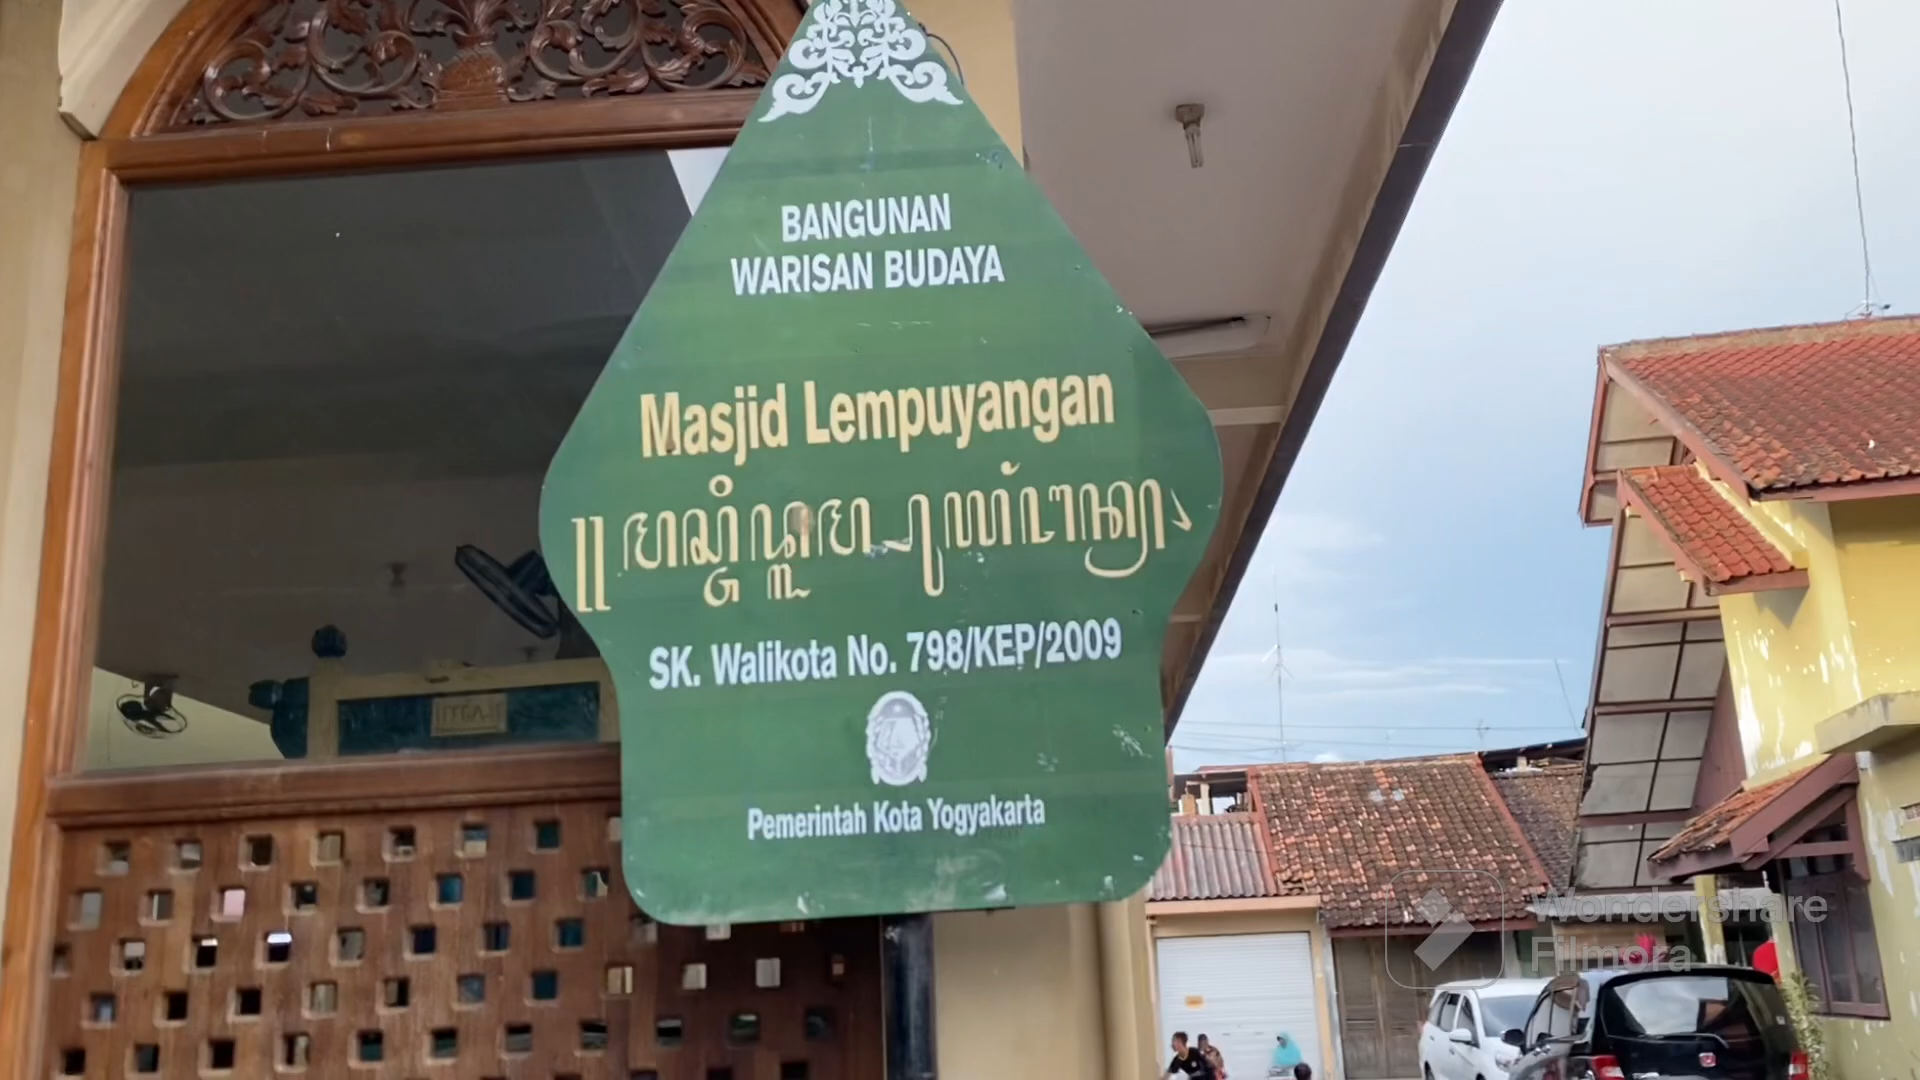 BANGUNAN
WARISAN BUDAYA
Masjid Lempuyangan
SK. Walikota No. 798/KEP/2009
Pemerintah Kota Yogyakarta
Wondershare
Filmora